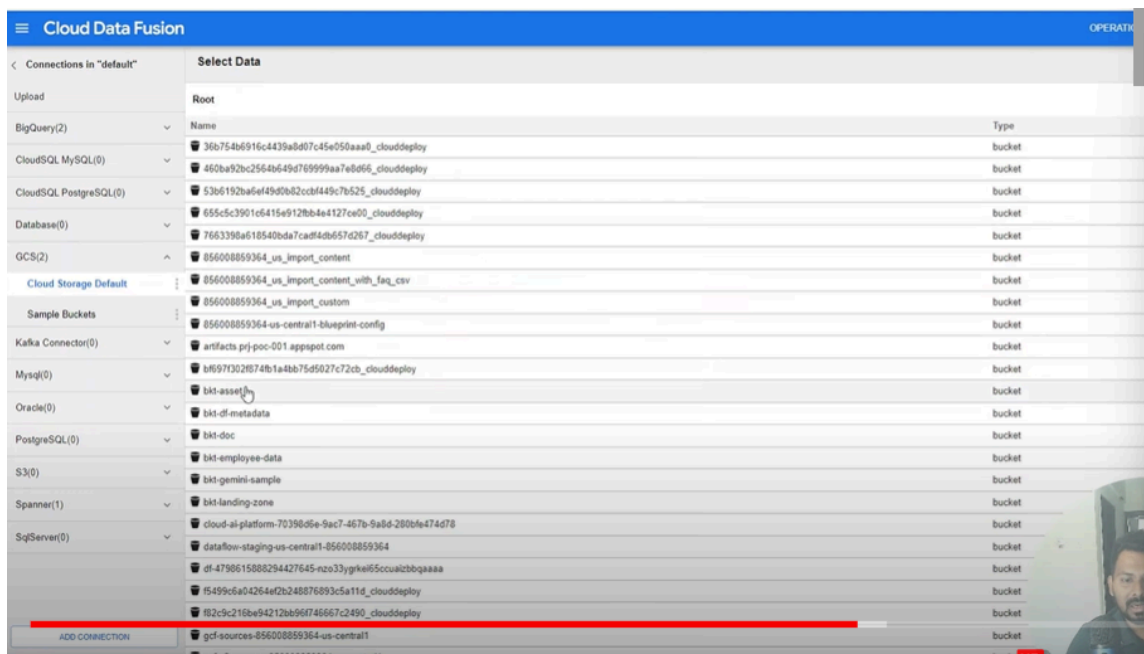 Cloud Data Fusion
OPERATI
Connections in "default"
Select Data
Upload
Root
BigQuery(2)
CloudSQL MySQL(0)
CloudSQL PostgreSQL(0)
Database(0)
GCS(2)
Cloud Storage Default
Sample Buckets
Kafka Connector(0)
Mysql(0)
Oracle(0)
PostgreSQL(0)
S3(0)
Spanner(1)
SqlServer(0)
ADD CONNECTION
Name Type
36b754b6916c4439a8d07c45e050aaa0_clouddeploy bucket
460ba92bc2564b649d769999aa7e8d66_clouddeploy bucket
53b6192ba6ef49d0b82ccbf449c7b525_clouddeploy bucket
655c5c3901c6415e912fbb4e4127ce00_clouddeploy bucket
7663398a618540bda7cadf4db657d267_clouddeploy bucket
856008859364_us_import_content bucket
856008859364_us_import_content_with_faq_csv bucket
856008859364_us_import_custom bucket
856008859364-us-central1-blueprint-config bucket
artifacts.prj-poc-001.appspot.com bucket
bf697f302f874fb1a4bb75d5027c72cb_clouddeploy bucket
bkt-asset bucket
bkt-df-metadata bucket
bkt-doc bucket
bkt-employee-data bucket
bkt-gemini-sample bucket
bkt-landing-zone bucket
cloud-ai-platform-70398d6e-9ac7-467b-9a8d-280bfe474d78 bucket
dataflow-staging-us-central1-856008859364 bucket
df-4798615888294427645-nzo33ygrkei65ccualzbbqaaaa bucket
f5499c6a04264ef2b248876893c5a11d_clouddeploy bucket
f82c9c216be94212bb96f746667c2490_clouddeploy bucket
gcf-sources-856008859364-us-central1 bucket